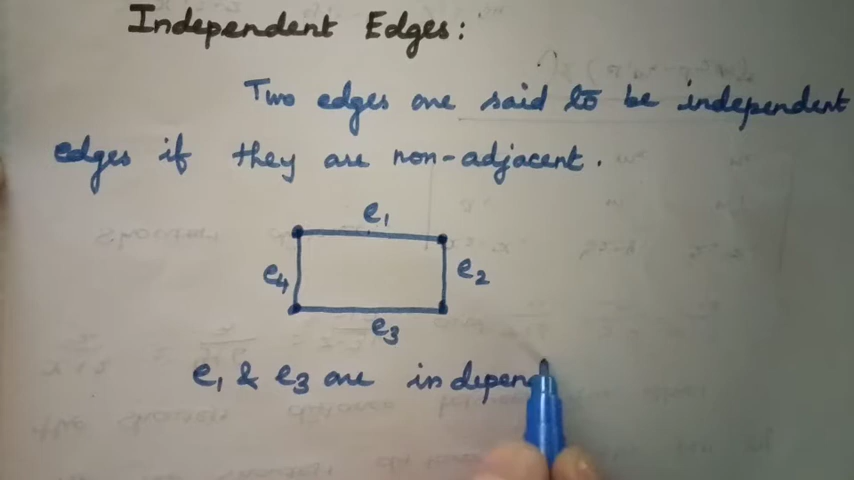 Independent Edges:
Two edges are said to be independent
edges if they are non-adjacent.
e1
e4
e2
e3
e1 & e3 are independ